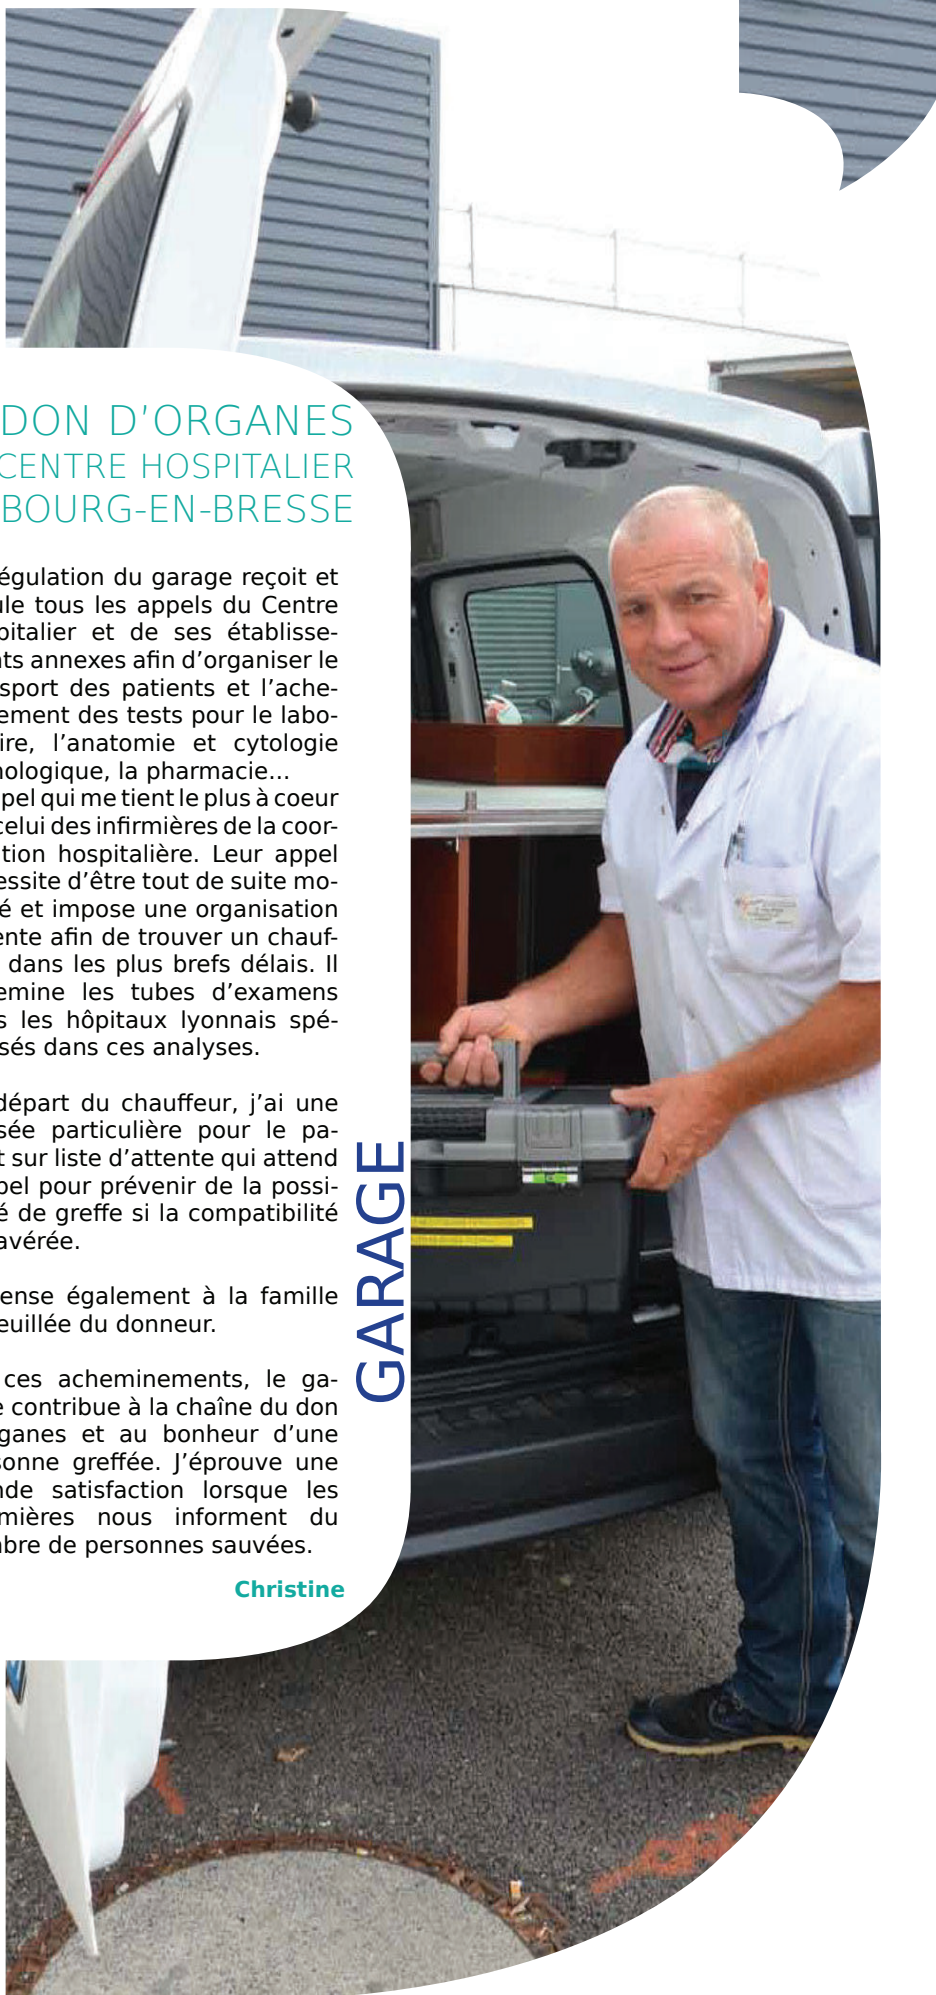 DON D'ORGANES
CENTRE HOSPITALIER
BOURG-EN-BRESSE
égulation du garage reçoit et
ule tous les appels du Centre
pitalier et de ses établisse-
ts annexes afin d’organiser le
sport des patients et l’ache-
ement des tests pour le labo-
ire, l’anatomie et cytologie
hologique, la pharmacie...
pel qui me tient le plus à coeur
celui des infirmières de la coor-
tion hospitalière. Leur appel
essite d’être tout de suite mo-
é et impose une organisation
ente afin de trouver un chauf-
dans les plus brefs délais. Il
emine les tubes d’examens
s les hôpitaux lyonnais spé-
sés dans ces analyses.
départ du chauffeur, j’ai une
sée particulière pour le pa-
t sur liste d’attente qui attend
pel pour prévenir de la possi-
é de greffe si la compatibilité
avérée.
ense également à la famille
euillée du donneur.
ces acheminements, le ga-
e contribue à la chaîne du don
ganes et au bonheur d’une
sonne greffée. J’éprouve une
nde satisfaction lorsque les
mières nous informent du
bre de personnes sauvées.
Christine
GARAGE